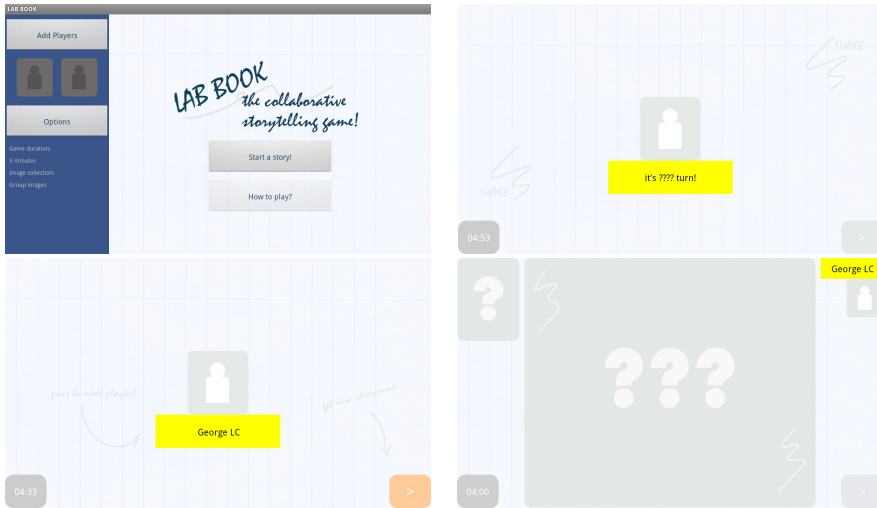 LAB BOOK
Add Players
Options
Game duration:
5 minutes
Image collection:
Group images
LAB BOOK
the collaborative
storytelling game!
Start a story!
How to play?
SHAKE
SHAKE
it's ???? turn!
04:53
>
pass to next player!
get new storyname
George LC
04:33
>
?
???
George LC
04:00
>